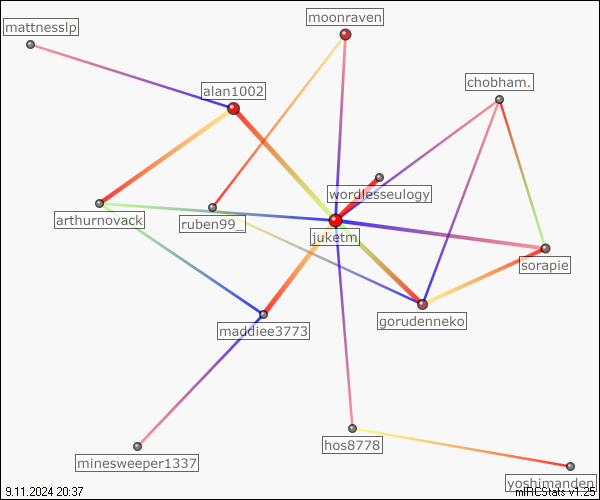 moonraven
mattnesslp
chobham.
alan1002
wordlesseulogy
arthurnovack
ruben99_
juketm
sorapie
gorudenneko
maddiee3773
hos8778
minesweeper1337
yoshimanden
9.11.2024 20:37
mIRCStats v1.25